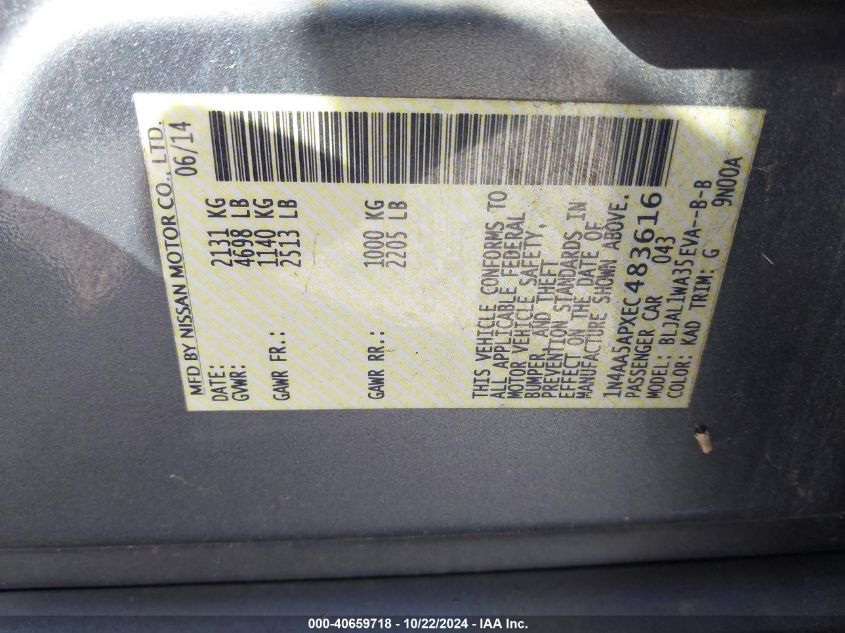 MFD BY NISSAN MOTOR CO., LTD.
DATE: 06/14
GVWR: 2131 KG
4698 LB
GAWR FR.: 1140 KG
2513 LB
GAWR RR.: 1000 KG
2205 LB
THIS VEHICLE CONFORMS TO
ALL APPLICABLE FEDERAL
MOTOR VEHICLE SAFETY,
BUMPER, AND THEFT
PREVENTION STANDARDS IN
EFFECT ON THE DATE OF
MANUFACTURE SHOWN ABOVE.
1N4AA5APXEC483616
PASSENGER CAR 043
MODEL: BLJAL1WA35EVA--B-B
COLOR: KAD TRIM: G 9N00A
000-40659718 - 10/22/2024 - IAA Inc.